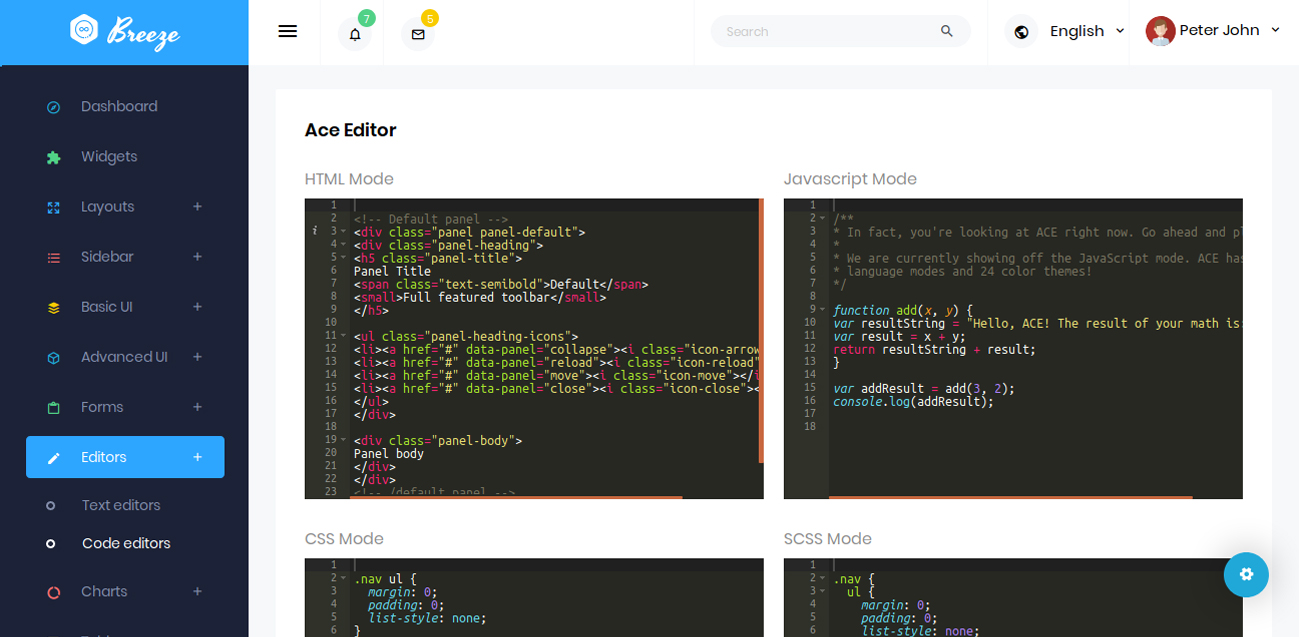 Breeze
7
5
Search
English
Peter John
Dashboard
Widgets
Layouts +
Sidebar +
Basic UI +
Advanced UI +
Forms +
Editors +
Text editors
Code editors
Charts +
Ace Editor
HTML Mode
1
2 <!-- Default panel -->
i 3 <div class="panel panel-default">
4 <div class="panel-heading">
5 <h5 class="panel-title">
6 Panel Title
7 <span class="text-semibold">Default</span>
8 <small>Full featured toolbar</small>
9 </h5>
10
11 <ul class="panel-heading-icons">
12 <li><a href="#" data-panel="collapse"><i class="icon-arrow
13 <li><a href="#" data-panel="reload"><i class="icon-reload"
14 <li><a href="#" data-panel="move"><i class="icon-move"></i
15 <li><a href="#" data-panel="close"><i class="icon-close"><
16 </ul>
17 </div>
18
19 <div class="panel-body">
20 Panel body
21 </div>
22 </div>
23 <!-- /default panel -->
Javascript Mode
1
2 /**
3 * In fact, you're looking at ACE right now. Go ahead and pl
4 *
5 * We are currently showing off the JavaScript mode. ACE has
6 * language modes and 24 color themes!
7 */
8
9 function add(x, y) {
10 var resultString = "Hello, ACE! The result of your math is:
11 var result = x + y;
12 return resultString + result;
13 }
14
15 var addResult = add(3, 2);
16 console.log(addResult);
17
18
CSS Mode
1
2 .nav ul {
3 margin: 0;
4 padding: 0;
5 list-style: none;
6 }
SCSS Mode
1
2 .nav {
3 ul {
4 margin: 0;
5 padding: 0;
6 list-style: none;